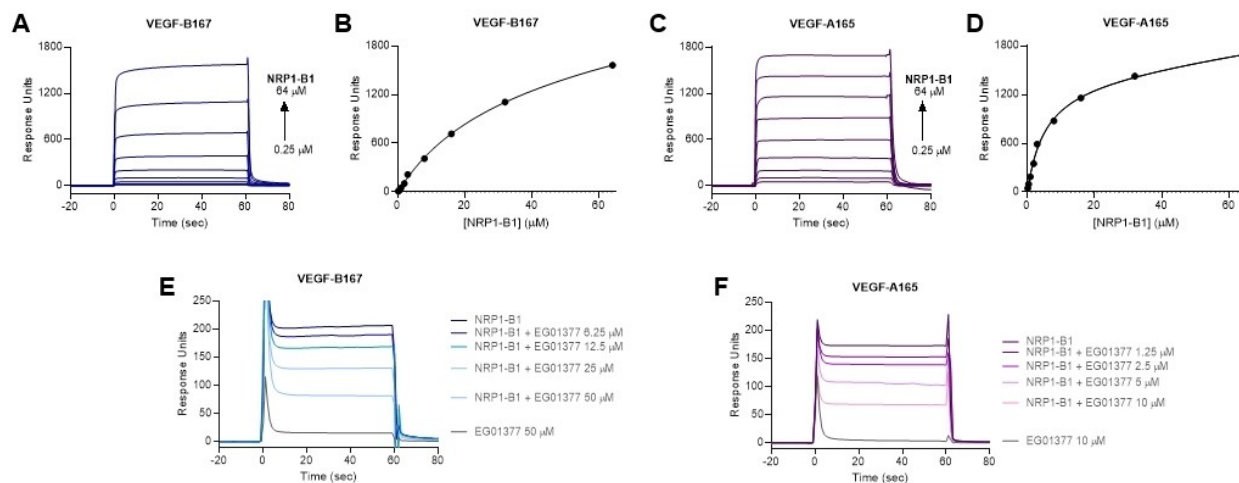 A
VEGF-B167
1800
1200
600
0
Response Units
-20
0
20
40
60
80
Time (sec)
NRP1-B1
64 µM
0.25 µM
B
VEGF-B167
1800
1200
600
0
Response Units
0
20
40
60
[NRP1-B1] (µM)
C
VEGF-A165
1800
1200
600
0
Response Units
-20
0
20
40
60
80
Time (sec)
NRP1-B1
64 µM
0.25 µM
D
VEGF-A165
1800
1200
600
0
Response Units
0
20
40
60
[NRP1-B1] (µM)
E
VEGF-B167
250
200
150
100
50
0
Response Units
-20
0
20
40
60
80
Time (sec)
NRP1-B1
NRP1-B1 + EG01377 6.25 µM
NRP1-B1 + EG01377 12.5 µM
NRP1-B1 + EG01377 25 µM
NRP1-B1 + EG01377 50 µM
EG01377 50 µM
F
VEGF-A165
250
200
150
100
50
0
Response Units
-20
0
20
40
60
80
Time (sec)
NRP1-B1
NRP1-B1 + EG01377 1.25 µM
NRP1-B1 + EG01377 2.5 µM
NRP1-B1 + EG01377 5 µM
NRP1-B1 + EG01377 10 µM
EG01377 10 µM